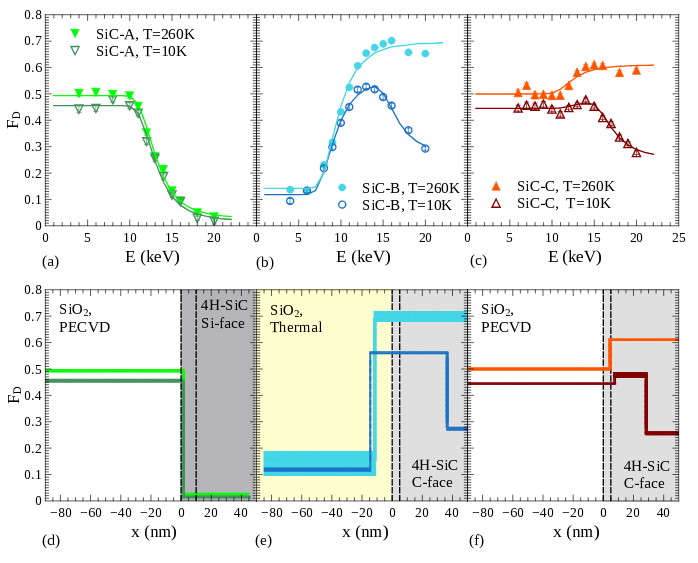 SiC-A, T=260K
SiC-A, T=10K
SiC-B, T=260K
SiC-B, T=10K
SiC-C, T=260K
SiC-C, T=10K
F_D
0.8
0.7
0.6
0.5
0.4
0.3
0.2
0.1
0
0 5 10 15 20 0 5 10 15 20 0 5 10 15 20 25
(a) E (keV) (b) E (keV) (c) E (keV)
SiO₂,
PECVD
4H-SiC
Si-face
SiO₂,
Thermal
4H-SiC
C-face
SiO₂,
PECVD
4H-SiC
C-face
F_D
0.8
0.7
0.6
0.5
0.4
0.3
0.2
0.1
0
−80 −60 −40 −20 0 20 40 −80 −60 −40 −20 0 20 40 −80 −60 −40 −20 0 20 40
(d) x (nm) (e) x (nm) (f) x (nm)